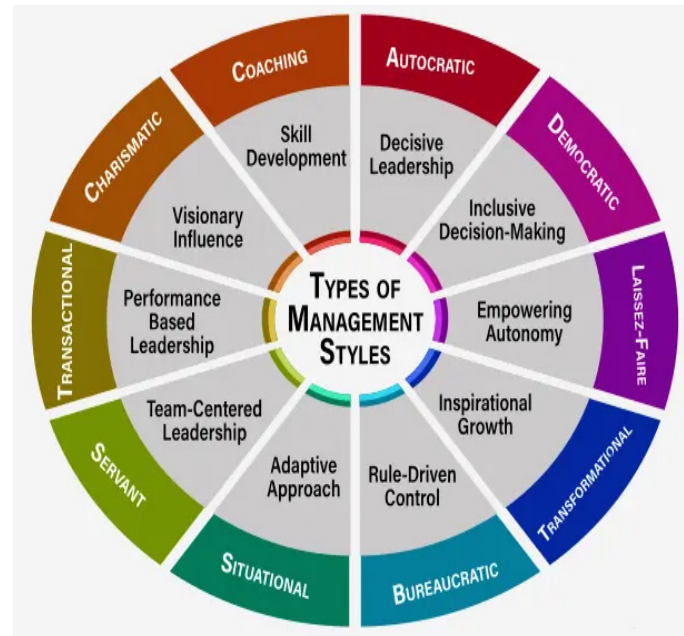 TYPES OF
MANAGEMENT
STYLES
AUTOCRATIC
Decisive
Leadership
DEMOCRATIC
Inclusive
Decision-Making
LAISSEZ-FAIRE
Empowering
Autonomy
TRANSFORMATIONAL
Inspirational
Growth
BUREAUCRATIC
Rule-Driven
Control
SITUATIONAL
Adaptive
Approach
SERVANT
Team-Centered
Leadership
TRANSACTIONAL
Performance
Based
Leadership
CHARISMATIC
Visionary
Influence
COACHING
Skill
Development